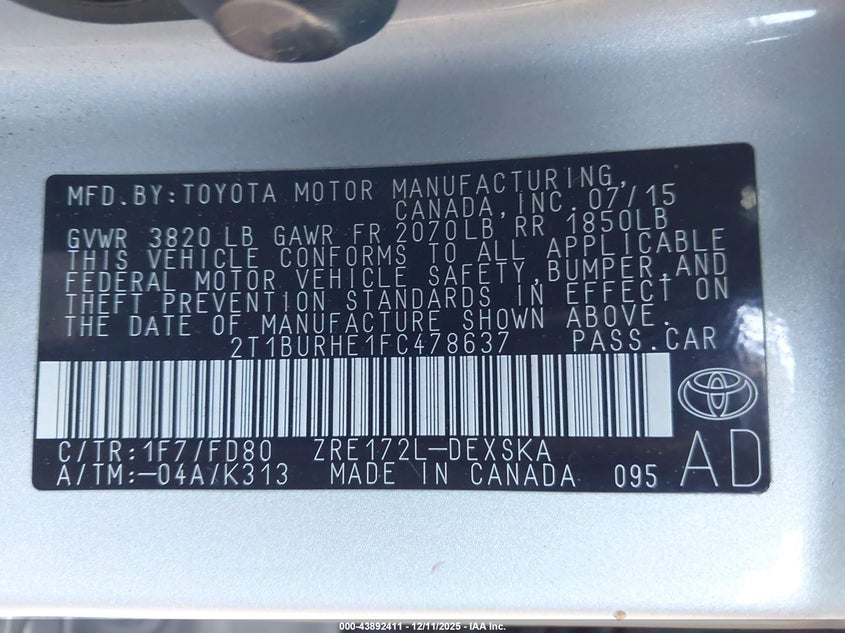 MFD.BY:TOYOTA MOTOR MANUFACTURING,
CANADA,INC. 07/15
GVWR 3820 LB GAWR FR 2070LB RR 1850LB
THIS VEHICLE CONFORMS TO ALL APPLICABLE
FEDERAL MOTOR VEHICLE SAFETY,BUMPER,AND
THEFT PREVENTION STANDARDS IN EFFECT ON
THE DATE OF MANUFACTURE SHOWN ABOVE.
2T1BURHE1FC478637 PASS.CAR
C/TR:1F7/FD80 ZRE172L-DEXSKA
A/TM:-04A/K313 MADE IN CANADA 095 AD
000-43892411 - 12/11/2025 - IAA Inc.